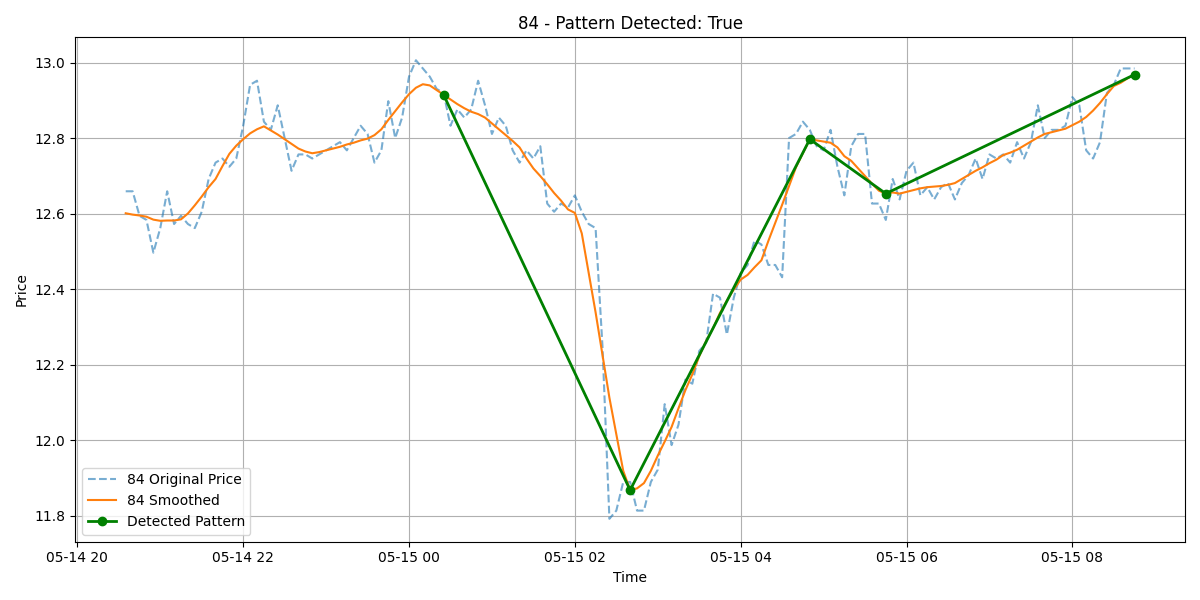 84 - Pattern Detected: True
Price
13.0
12.8
12.6
12.4
12.2
12.0
11.8
84 Original Price
84 Smoothed
Detected Pattern
05-14 20 05-14 22 05-15 00 05-15 02 05-15 04 05-15 06 05-15 08
Time